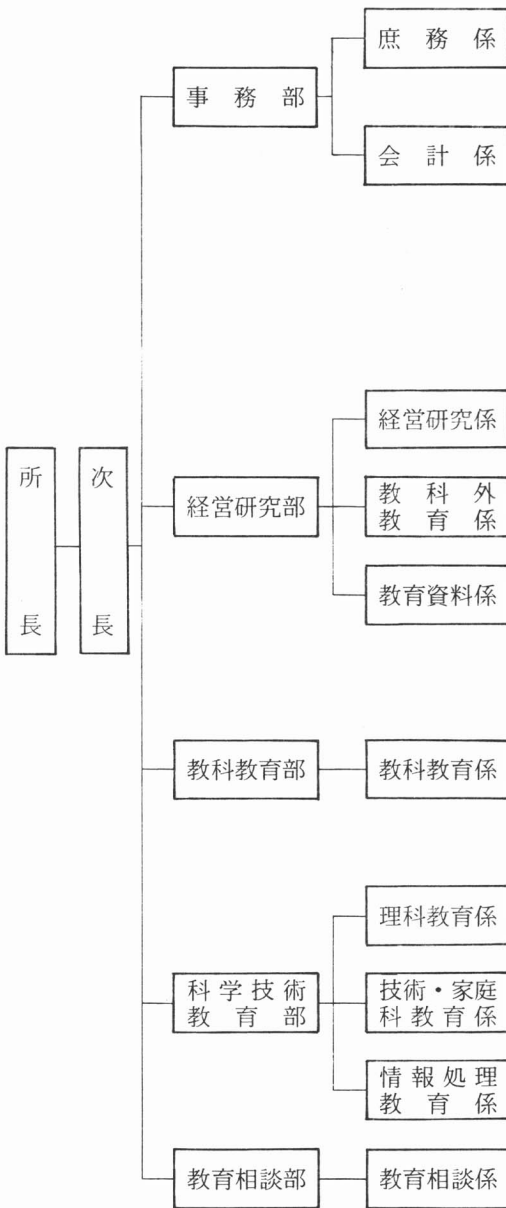 所長
次長
事務部
庶務係
会計係
経営研究部
経営研究係
教科外
教育係
教育資料係
教科教育部
教科教育係
科学技術
教育部
理科教育係
技術・家庭
科教育係
情報処理
教育係
教育相談部
教育相談係